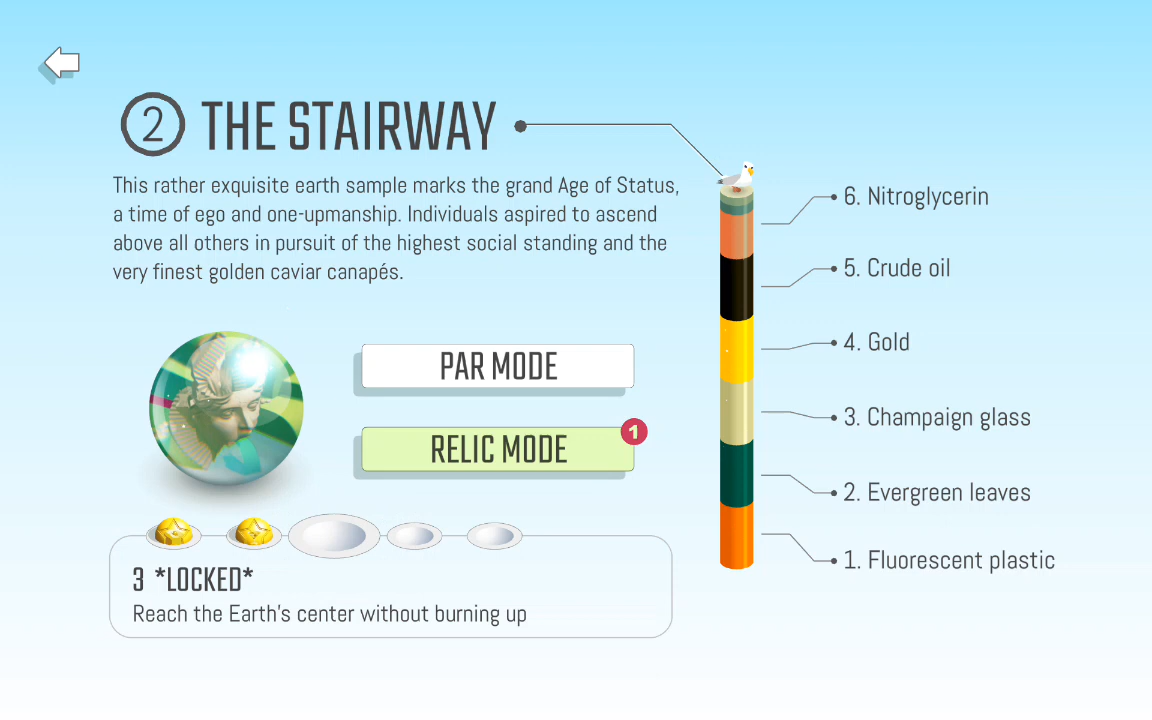 2 THE STAIRWAY
This rather exquisite earth sample marks the grand Age of Status,
a time of ego and one-upmanship. Individuals aspired to ascend
above all others in pursuit of the highest social standing and the
very finest golden caviar canapés.
6. Nitroglycerin
5. Crude oil
4. Gold
3. Champaign glass
2. Evergreen leaves
1. Fluorescent plastic
PAR MODE
RELIC MODE
1
3 *LOCKED*
Reach the Earth's center without burning up